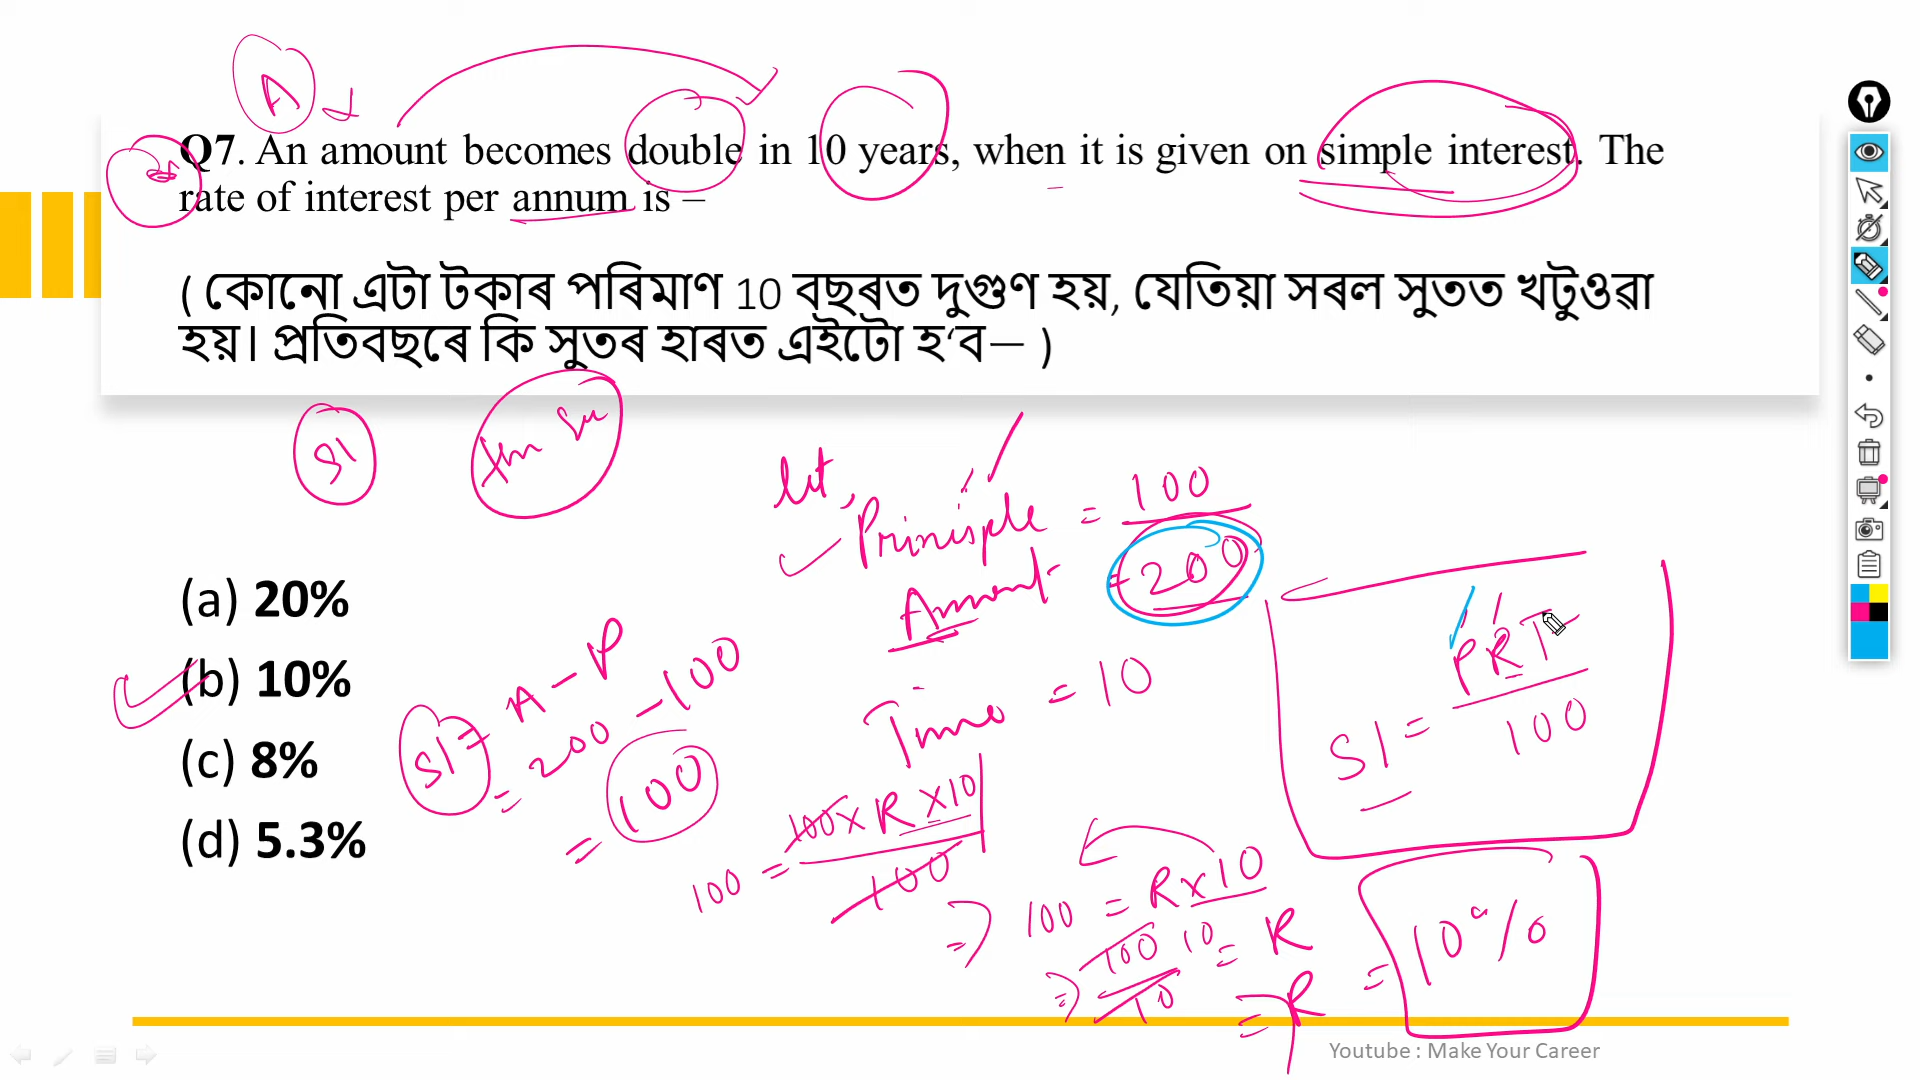 A
Q7. An amount becomes double in 10 years, when it is given on simple interest. The
rate of interest per annum is –
( কোনো এটা টকাৰ পৰিমাণ 10 বছৰত দুগুণ হয়, যেতিয়া সৰল সুতত খটুওৱা
হয়। প্ৰতিবছৰে কি সুতৰ হাৰত এইটো হ‘ব— )
SI
let,
Prinisple = 100
Amount = 200
Time = 10
(a) 20%
(b) 10%
(c) 8%
(d) 5.3%
SI = A - P
= 200 - 100
= 100
SI = PRT
100
100 = 100 x R x 10
100
=) 100 = R x 10
=) 100 10 = R
10
=) R = 10%
Youtube : Make Your Career